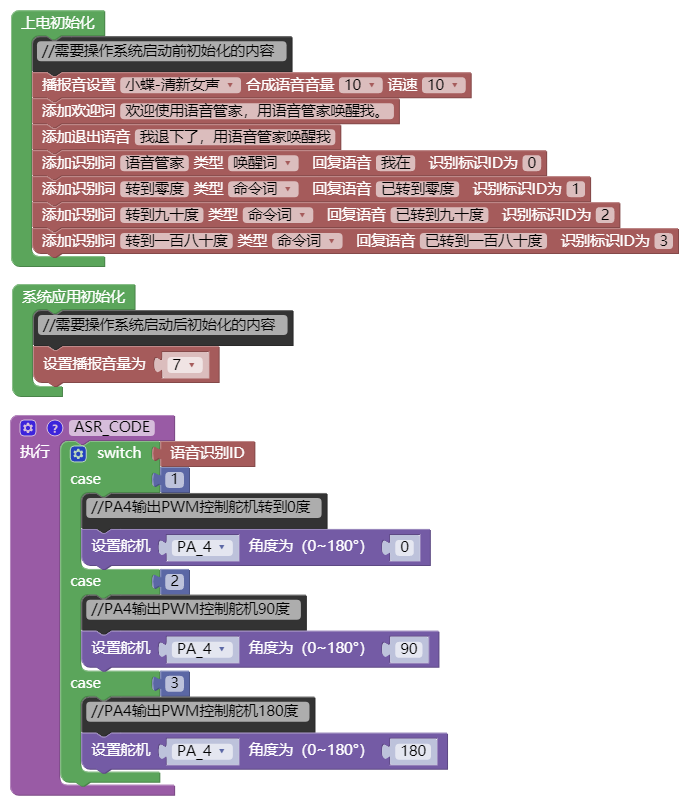 上电初始化
//需要操作系统启动前初始化的内容
播报音设置 小蝶-清新女声 合成语音音量 10 语速 10
添加欢迎词 欢迎使用语音管家，用语音管家唤醒我。
添加退出语音 我退下了，用语音管家唤醒我
添加识别词 语音管家 类型 唤醒词 回复语音 我在 识别标识ID为 0
添加识别词 转到零度 类型 命令词 回复语音 已转到零度 识别标识ID为 1
添加识别词 转到九十度 类型 命令词 回复语音 已转到九十度 识别标识ID为 2
添加识别词 转到一百八十度 类型 命令词 回复语音 已转到一百八十度 识别标识ID为 3
系统应用初始化
//需要操作系统启动后初始化的内容
设置播报音量为 7
? ASR_CODE
执行 switch 语音识别ID
case 1
//PA4输出PWM控制舵机转到0度
设置舵机 PA_4 角度为（0~180°） 0
case 2
//PA4输出PWM控制舵机90度
设置舵机 PA_4 角度为（0~180°） 90
case 3
//PA4输出PWM控制舵机180度
设置舵机 PA_4 角度为（0~180°） 180